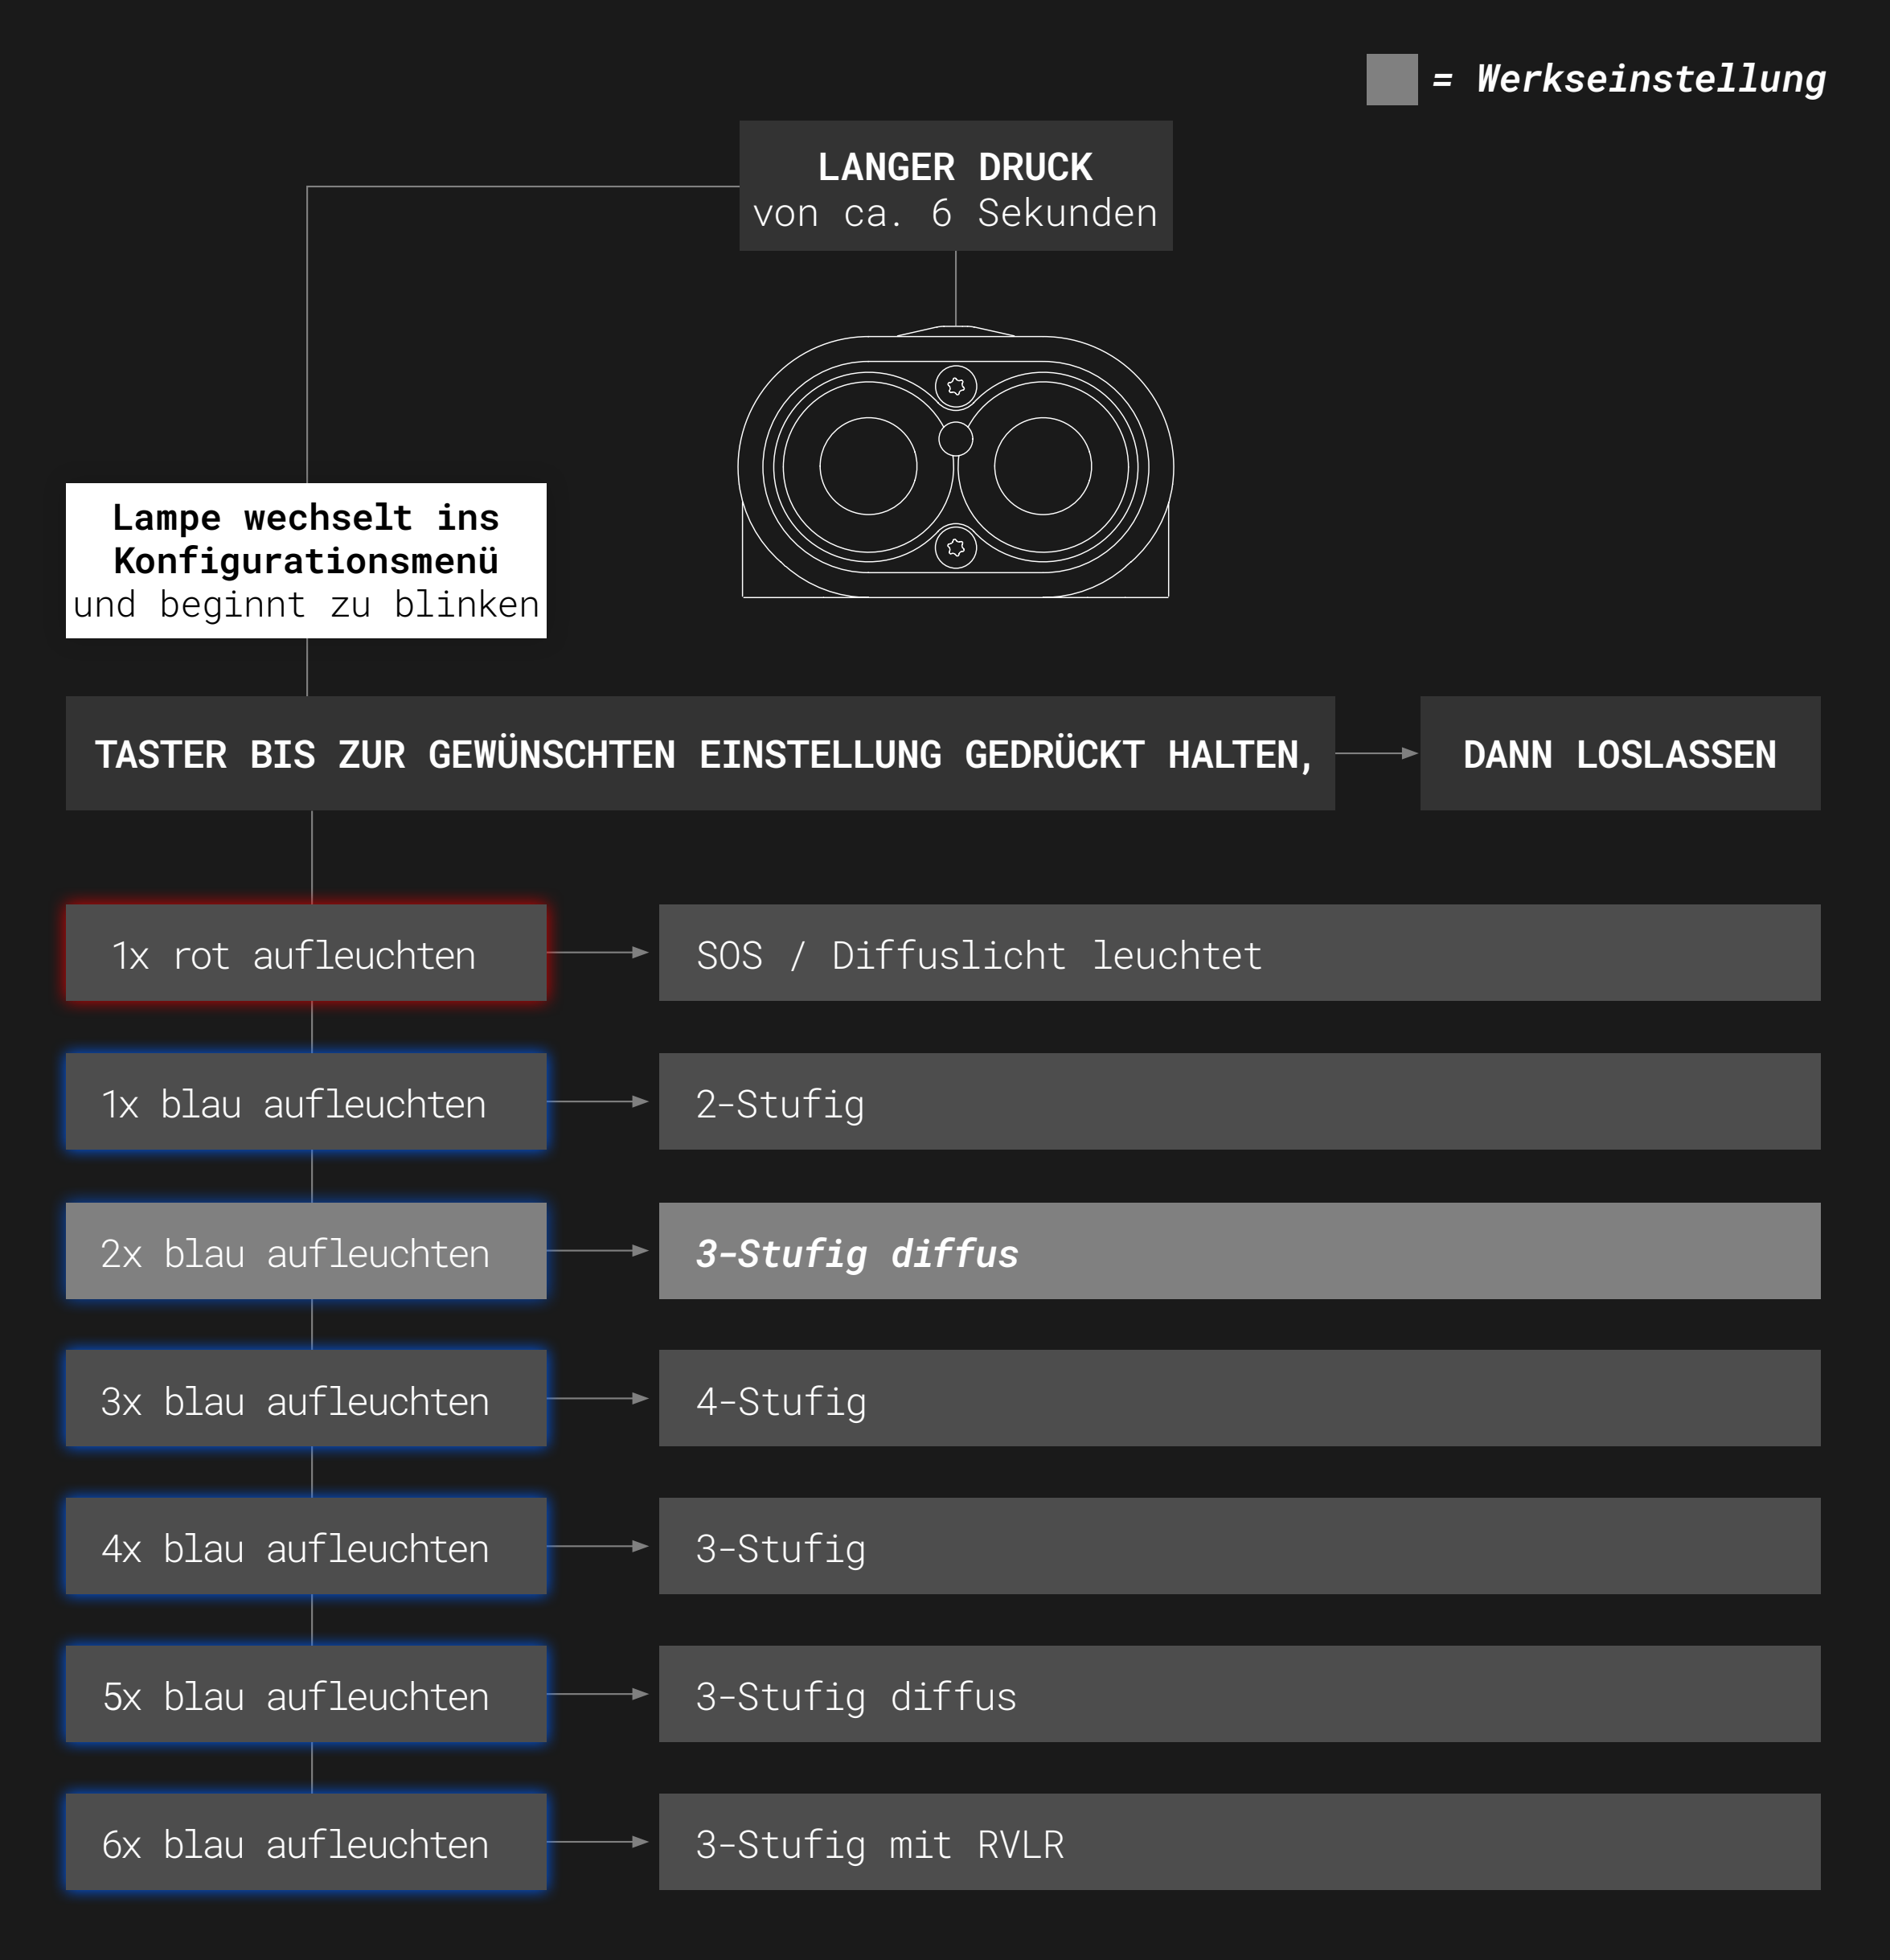 = Werkseinstellung
LANGER DRUCK
von ca. 6 Sekunden
Lampe wechselt ins
Konfigurationsmenü
und beginnt zu blinken
TASTER BIS ZUR GEWÜNSCHTEN EINSTELLUNG GEDRÜCKT HALTEN,
DANN LOSLASSEN
1x rot aufleuchten
SOS / Diffuslicht leuchtet
1x blau aufleuchten
2-Stufig
2x blau aufleuchten
3-Stufig diffus
3x blau aufleuchten
4-Stufig
4x blau aufleuchten
3-Stufig
5x blau aufleuchten
3-Stufig diffus
6x blau aufleuchten
3-Stufig mit RVLR